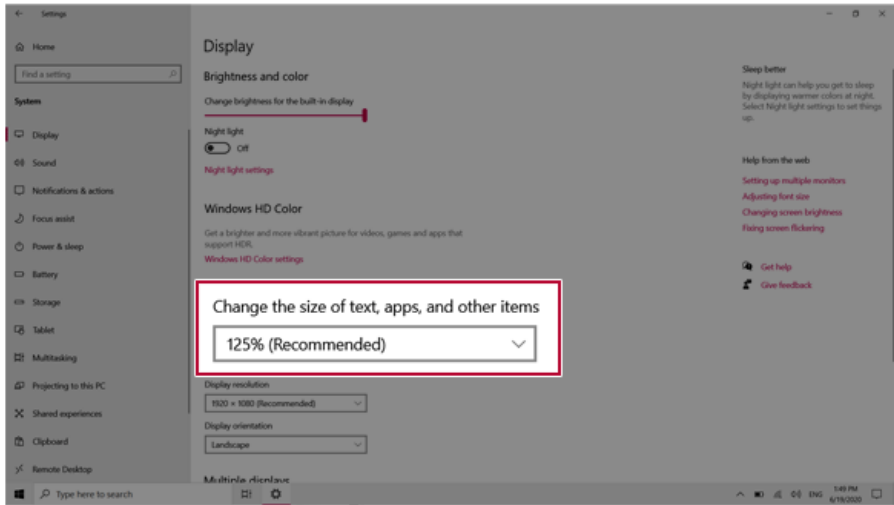 Settings
Home
Find a setting
System
Display
Sound
Notifications & actions
Focus assist
Power & sleep
Battery
Storage
Tablet
Multitasking
Projecting to this PC
Shared experiences
Clipboard
Remote Desktop
Display
Brightness and color
Change brightness for the built-in display
Night light
Off
Night light settings
Windows HD Color
Get a brighter and more vibrant picture for videos, games and apps that
support HDR.
Windows HD Color settings
Change the size of text, apps, and other items
125% (Recommended)
Display resolution
1920 × 1080 (Recommended)
Display orientation
Landscape
Multiple displays
Sleep better
Night light can help you get to sleep
by displaying warmer colors at night.
Select Night light settings to set things
up.
Help from the web
Setting up multiple monitors
Adjusting font size
Changing screen brightness
Fixing screen flickering
Get help
Give feedback
Type here to search
ENG
1:49 PM
6/19/2020